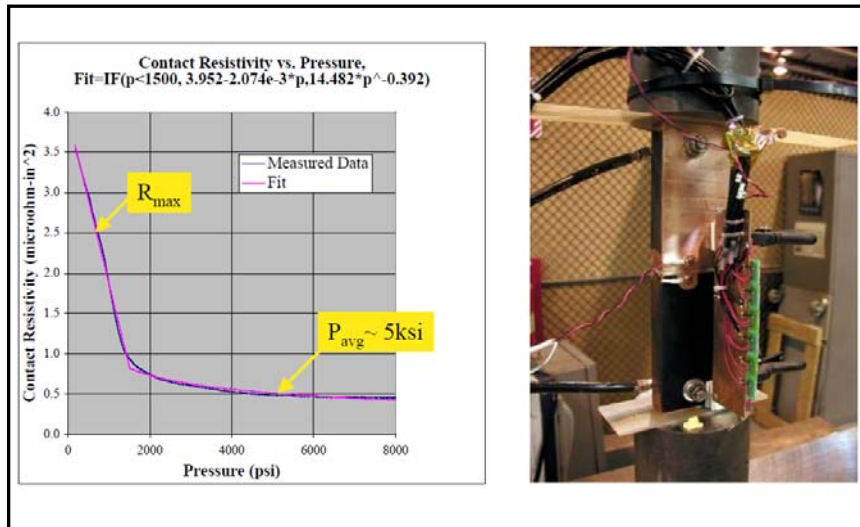 Contact Resistivity vs. Pressure,
Fit=IF(p<1500, 3.952-2.074e-3*p,14.482*p^-0.392)
Contact Resistivity (microohm-in^2)
4.0
3.5
3.0
2.5
2.0
1.5
1.0
0.5
0.0
Measured Data
Fit
Rmax
Pavg~ 5ksi
0
2000
4000
6000
8000
Pressure (psi)